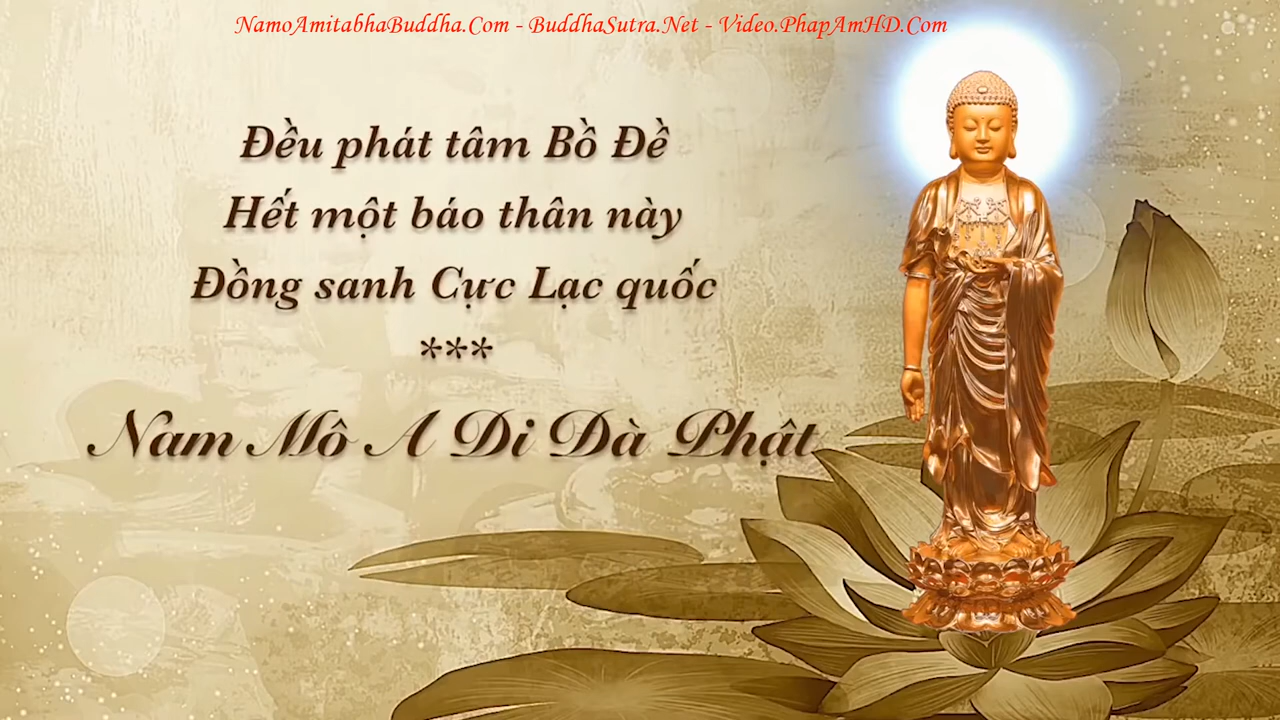 NamoAmitabhaBuddha.Com - BuddhaSutra.Net - Video.PhapAmHD.Com
Đều phát tâm Bồ Đề
Hết một báo thân này
Đồng sanh Cực Lạc quốc
***
Nam Mô A Di Đà Phật